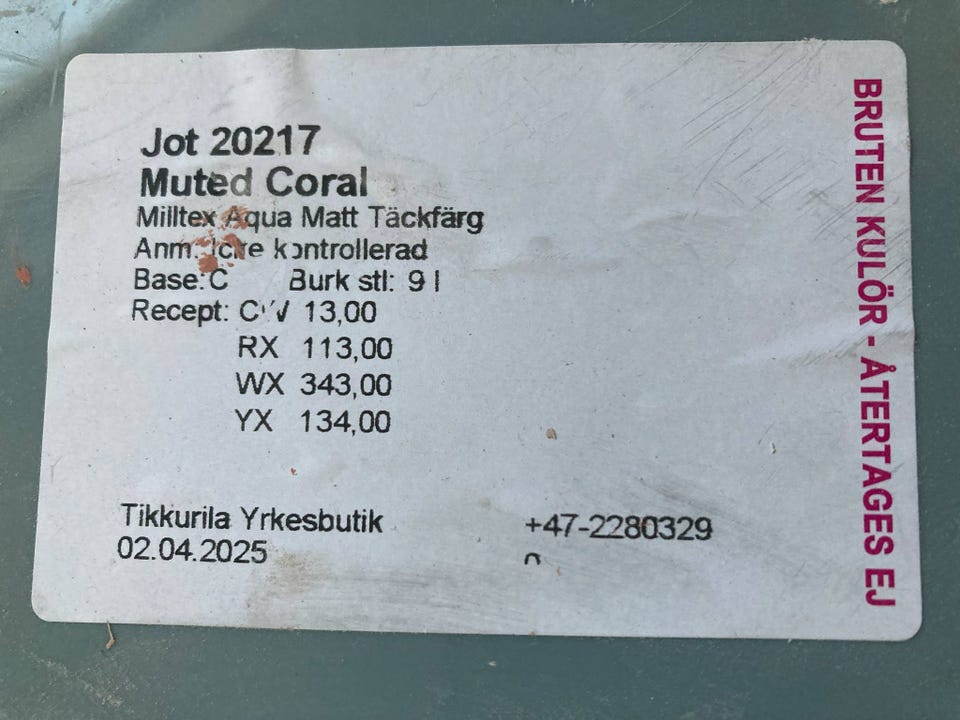 Jot 20217
Muted Coral
Milltex Aqua Matt Täckfärg
Anm: Icke kontrollerad
Base: C Burk stl: 9 l
Recept: 13,00
RX 113,00
WX 343,00
YX 134,00
Tikkurila Yrkesbutik +47-2280329
02.04.2025
BRUTEN KULÖR - ÅTERTAGES EJ